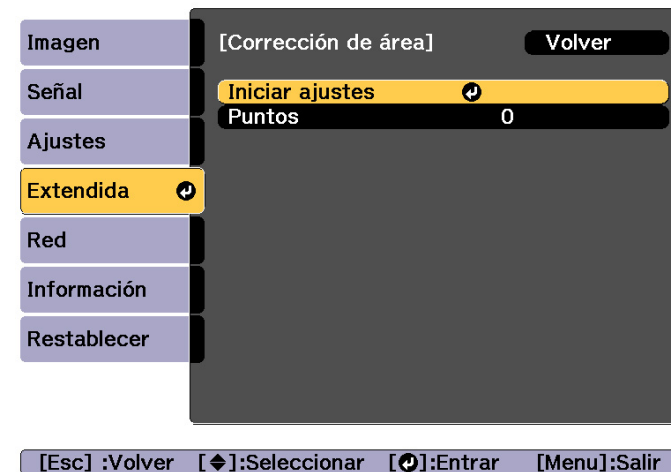 Imagen
Señal
Ajustes
Extendida
Red
Información
Restablecer
[Corrección de área] Volver
Iniciar ajustes
Puntos 0
[Esc] :Volver [◆]:Seleccionar [↵]:Entrar [Menu]:Salir